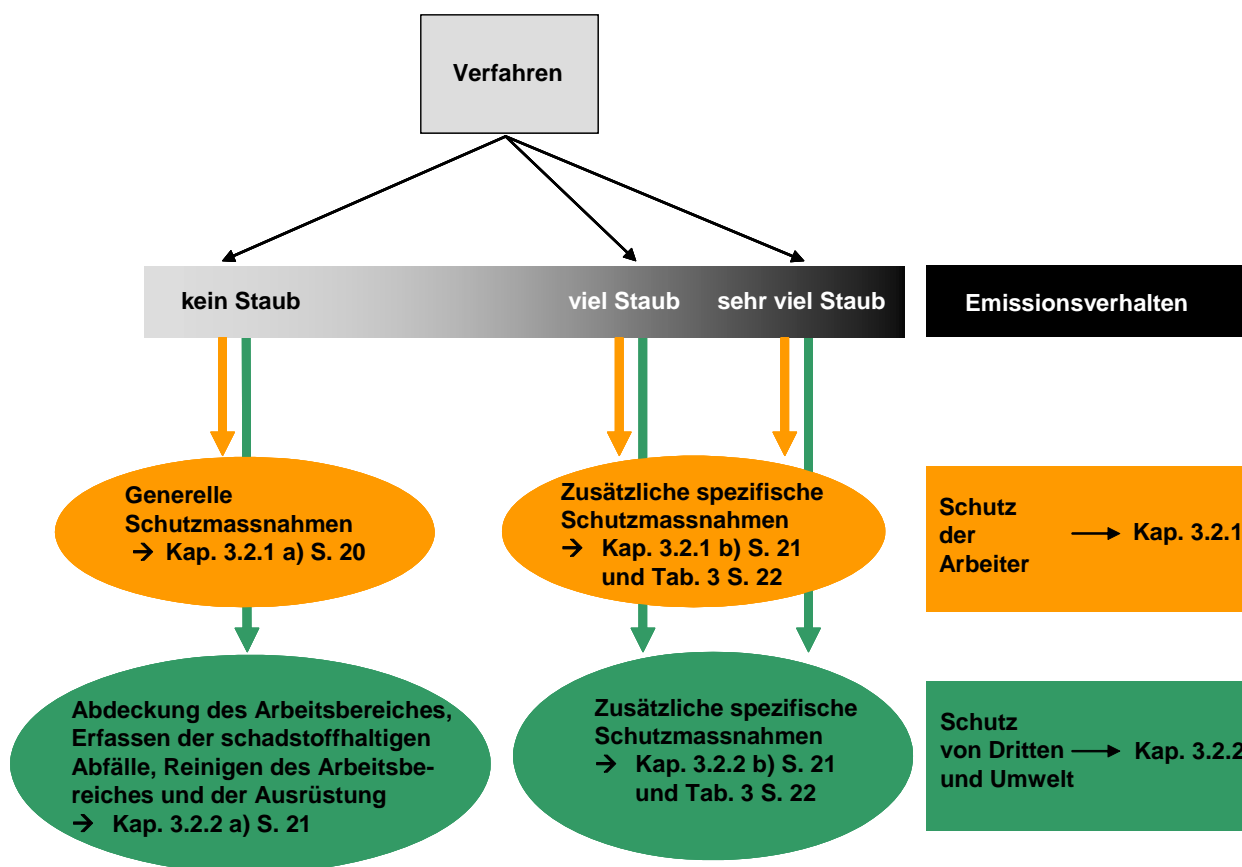 Verfahren
kein Staub
viel Staub
sehr viel Staub
Emissionsverhalten
Generelle
Schutzmassnahmen
→ Kap. 3.2.1 a) S. 20
Zusätzliche spezifische
Schutzmassnahmen
→ Kap. 3.2.1 b) S. 21
und Tab. 3 S. 22
Schutz
der
Arbeiter
→ Kap. 3.2.1
Abdeckung des Arbeitsbereiches,
Erfassen der schadstoffhaltigen
Abfälle, Reinigen des Arbeitsbe-
reiches und der Ausrüstung
→ Kap. 3.2.2 a) S. 21
Zusätzliche spezifische
Schutzmassnahmen
→ Kap. 3.2.2 b) S. 21
und Tab. 3 S. 22
Schutz
von Dritten
und Umwelt
→ Kap. 3.2.2